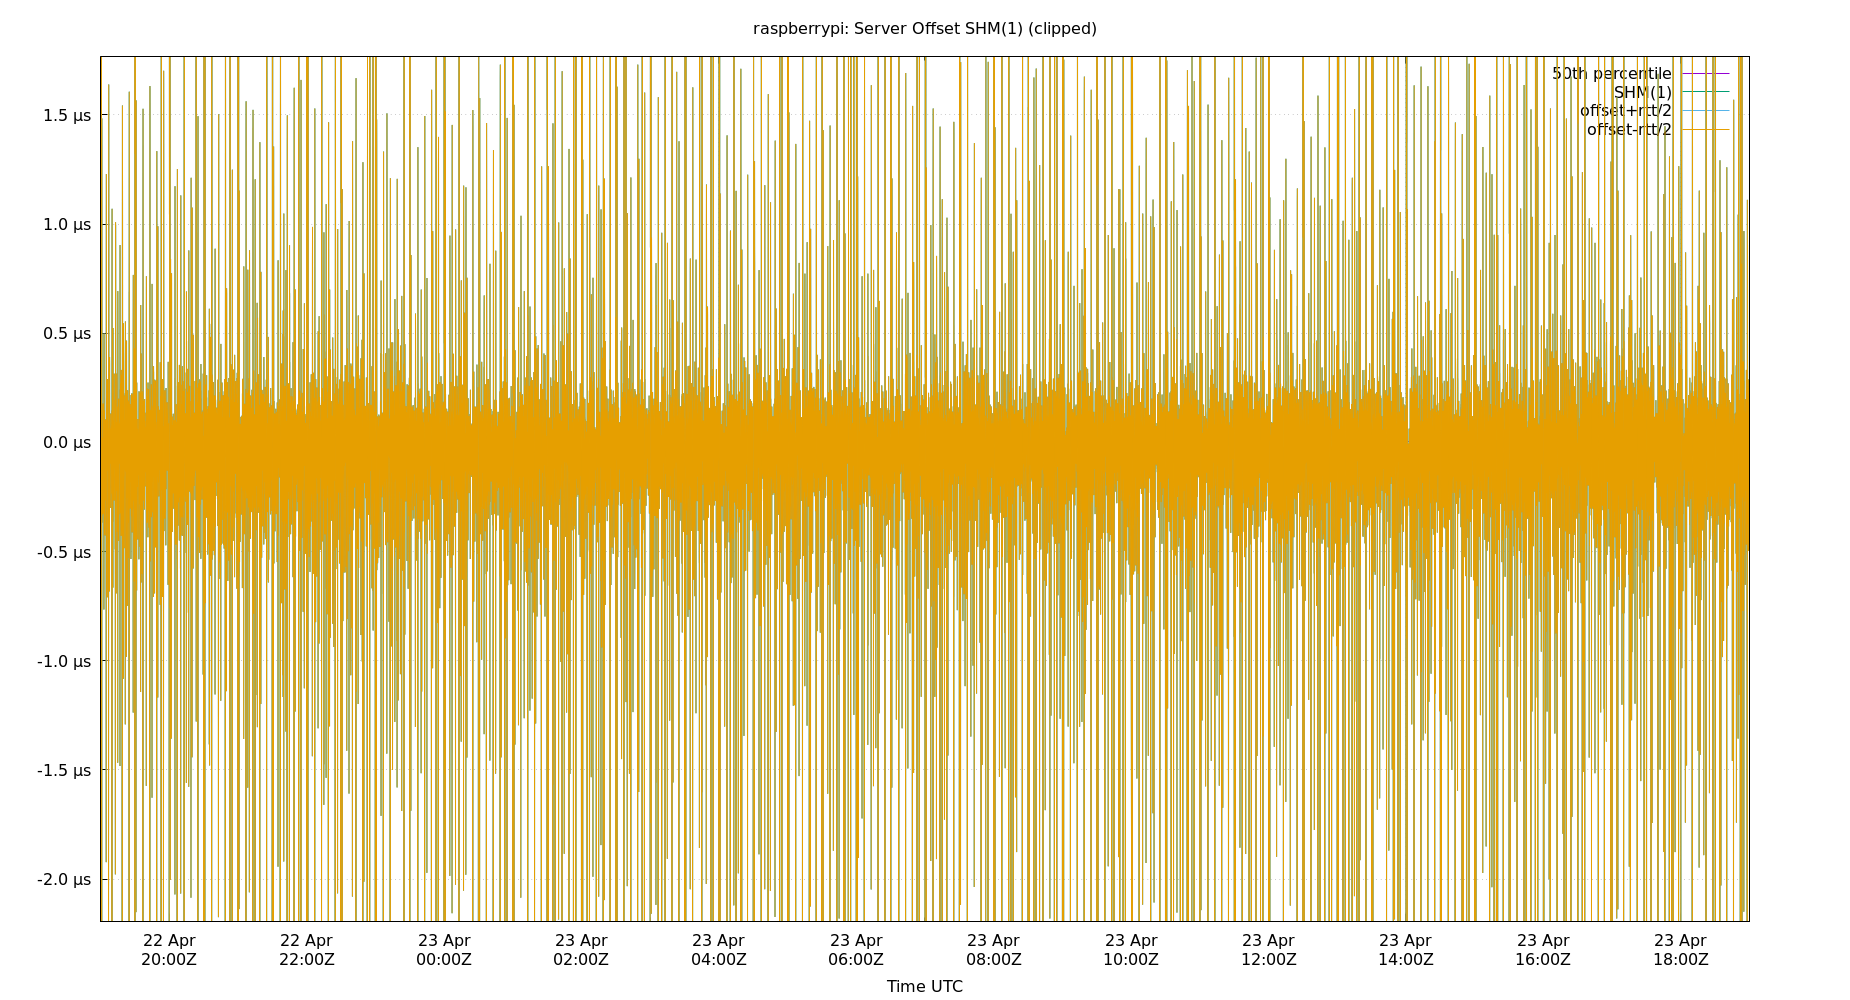 raspberrypi: Server Offset SHM(1) (clipped)
50th percentile
SHM(1)
offset+rtt/2
offset-rtt/2
1.5 µs
1.0 µs
0.5 µs
0.0 µs
-0.5 µs
-1.0 µs
-1.5 µs
-2.0 µs
22 Apr 22 Apr 23 Apr 23 Apr 23 Apr 23 Apr 23 Apr 23 Apr 23 Apr 23 Apr 23 Apr 23 Apr
20:00Z 22:00Z 00:00Z 02:00Z 04:00Z 06:00Z 08:00Z 10:00Z 12:00Z 14:00Z 16:00Z 18:00Z
Time UTC